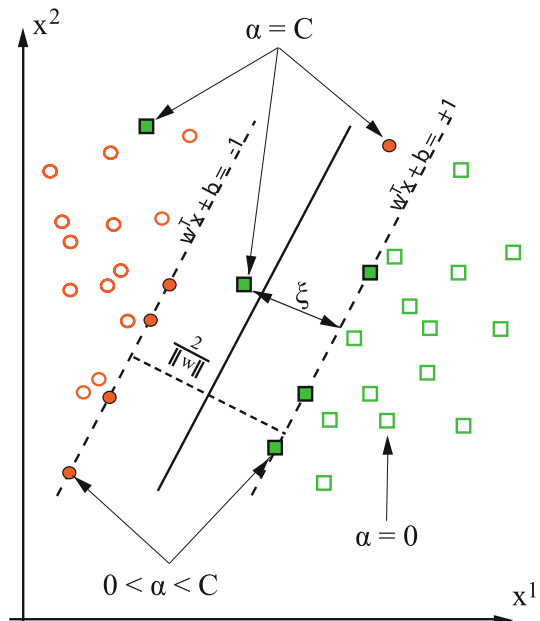 x²
α = C
wᵀx + b = -1
wᵀx + b = +1
ξ
2
‖w‖
α = 0
0 < α < C
x¹